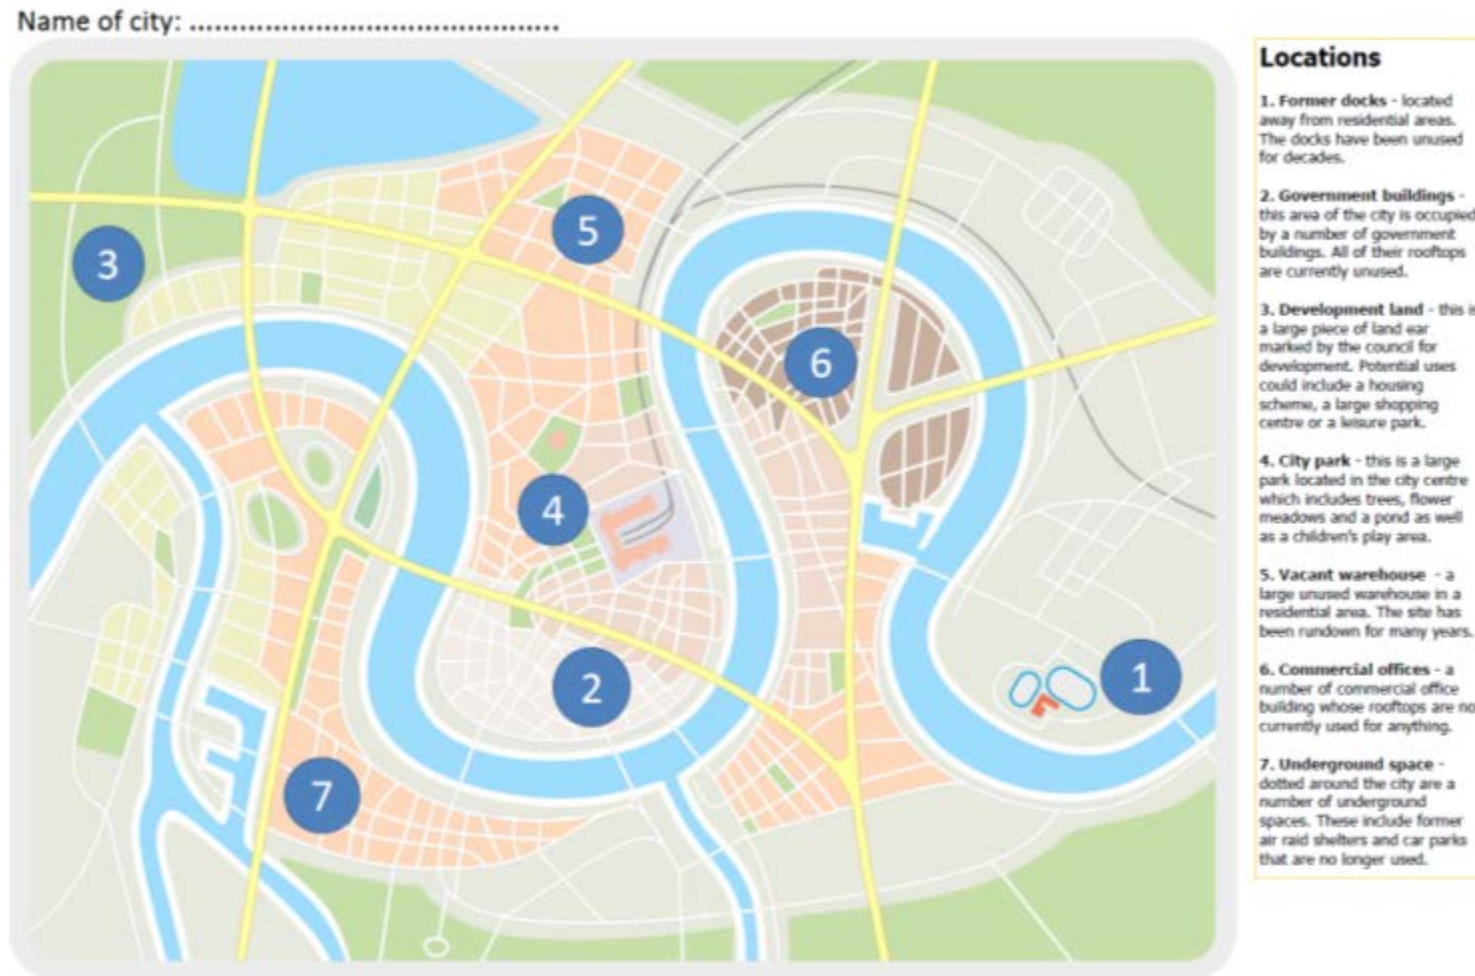 Name of city: ............................................
Locations
1. Former docks - located
away from residential areas.
The docks have been unused
for decades.
2. Government buildings -
this area of the city is occupied
by a number of government
buildings. All of their rooftops
are currently unused.
3. Development land - this is
a large piece of land ear
marked by the council for
development. Potential uses
could include a housing
scheme, a large shopping
centre or a leisure park.
4. City park - this is a large
park located in the city centre
which includes trees, flower
meadows and a pond as well
as a children's play area.
5. Vacant warehouse - a
large unused warehouse in a
residential area. The site has
been rundown for many years.
6. Commercial offices - a
number of commercial office
building whose rooftops are no
currently used for anything.
7. Underground space -
dotted around the city are a
number of underground
spaces. These include former
air raid shelters and car parks
that are no longer used.
5
3
6
4
1
2
7